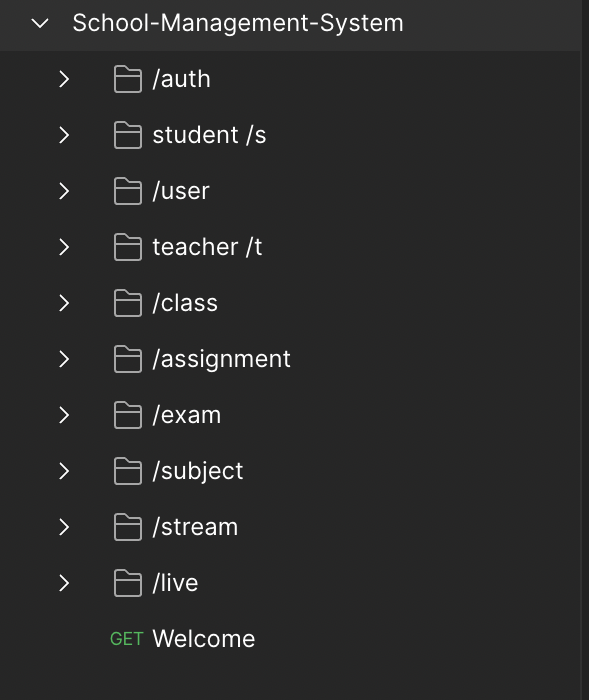 School-Management-System
/auth
student /s
/user
teacher /t
/class
/assignment
/exam
/subject
/stream
/live
GET Welcome